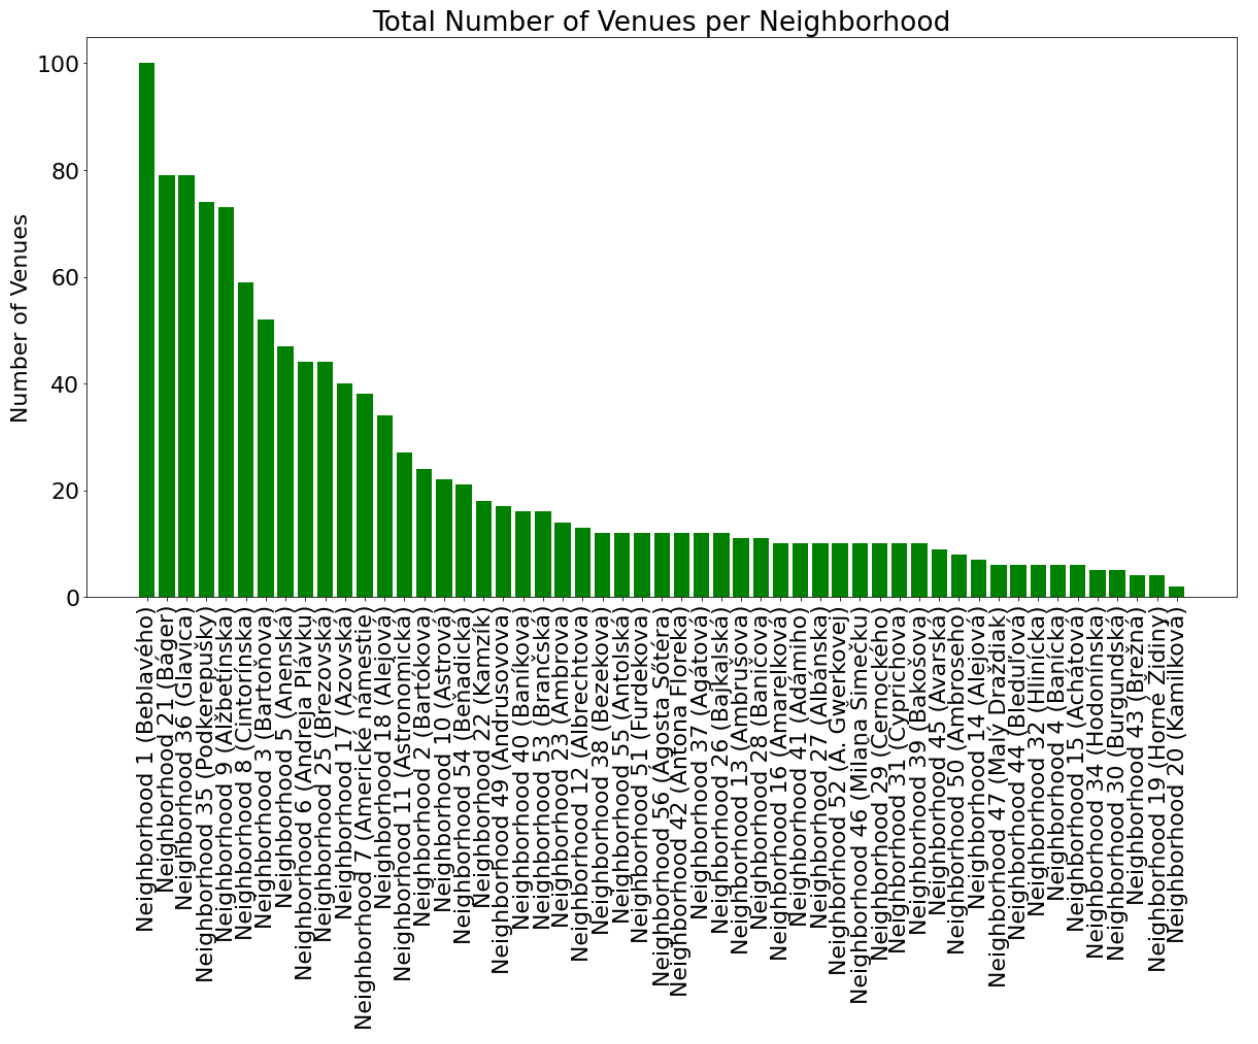 Total Number of Venues per Neighborhood
Number of Venues
100
80
60
40
20
0
Neighborhood 1 (Beblavého)
Neighborhood 21 (Báger)
Neighborhood 36 (Glavica)
Neighborhood 35 (Podkerepušky)
Neighborhood 9 (Alžbetínska)
Neighborhood 8 (Cintorínska)
Neighborhood 3 (Bartoňova)
Neighborhood 5 (Anenská)
Neighborhood 6 (Andreja Plávku)
Neighborhood 25 (Brezovská)
Neighborhood 17 (Azovská)
Neighborhood 7 (Americké námestie)
Neighborhood 18 (Alejová)
Neighborhood 11 (Astronomická)
Neighborhood 2 (Bartókova)
Neighborhood 10 (Astrová)
Neighborhood 54 (Beňadická)
Neighborhood 22 (Kamzík)
Neighborhood 49 (Andrusovova)
Neighborhood 40 (Baníkova)
Neighborhood 53 (Brančská)
Neighborhood 23 (Ambrova)
Neighborhood 12 (Albrechtova)
Neighborhood 38 (Bezekova)
Neighborhood 55 (Antolská)
Neighborhood 51 (Furdekova)
Neighborhood 56 (Ágosta Šótéra)
Neighborhood 42 (Antona Floreka)
Neighborhood 37 (Agátová)
Neighborhood 26 (Bajkalská)
Neighborhood 13 (Ambrušova)
Neighborhood 28 (Baničova)
Neighborhood 16 (Amarelková)
Neighborhood 41 (Adámiho)
Neighborhood 27 (Albánska)
Neighborhood 52 (A. Gwerkovej)
Neighborhood 46 (Milana Šimečku)
Neighborhood 29 (Černockého)
Neighborhood 31 (Cyprichova)
Neighborhood 39 (Bakošova)
Neighborhood 45 (Avarská)
Neighborhood 50 (Ambroseho)
Neighborhood 14 (Alejová)
Neighborhood 47 (Malý Draždiak)
Neighborhood 44 (Bleduľová)
Neighborhood 32 (Hlinícka)
Neighborhood 4 (Banícka)
Neighborhood 15 (Achátová)
Neighborhood 34 (Hodonínska)
Neighborhood 30 (Burgundská)
Neighborhood 43 (Brežná)
Neighborhood 19 (Horné Židiny)
Neighborhood 20 (Kamilková)